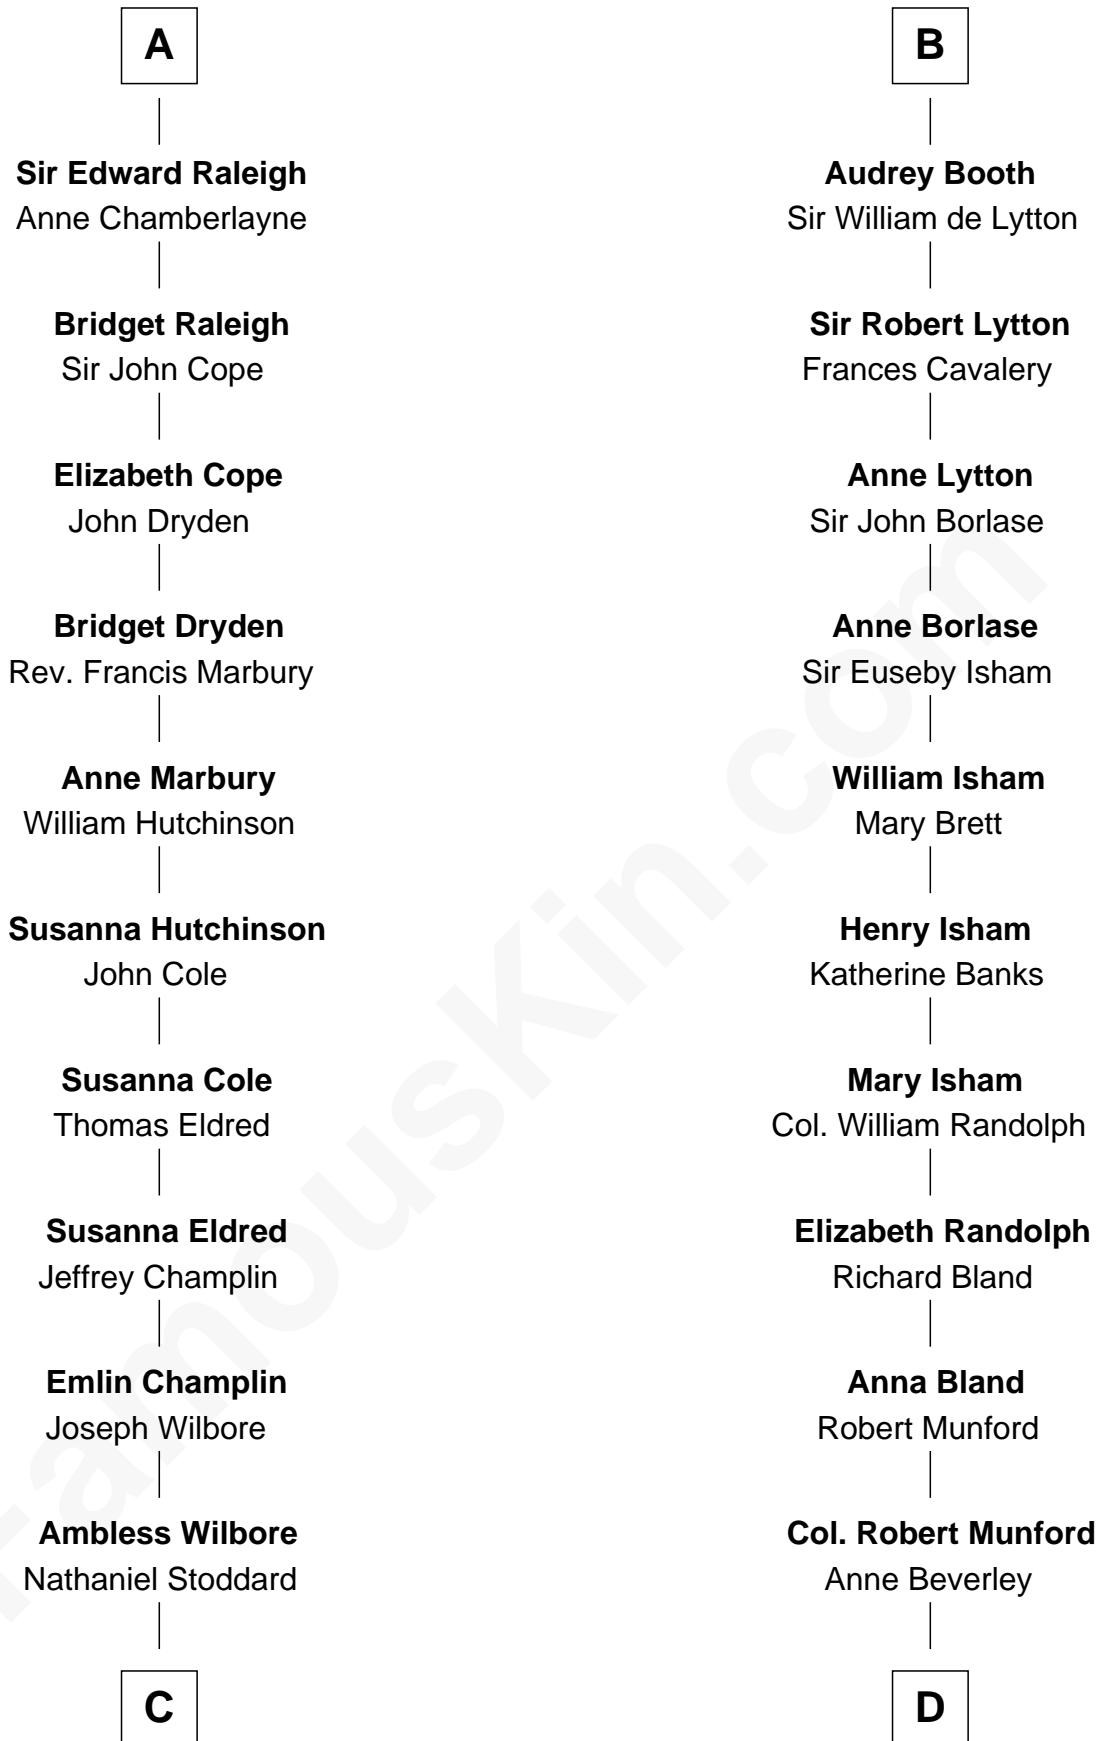 A
Sir Edward Raleigh
Anne Chamberlayne
Bridget Raleigh
Sir John Cope
Elizabeth Cope
John Dryden
Bridget Dryden
Rev. Francis Marbury
Anne Marbury
William Hutchinson
Susanna Hutchinson
John Cole
Susanna Cole
Thomas Eldred
Susanna Eldred
Jeffrey Champlin
Emlin Champlin
Joseph Wilbore
Ambless Wilbore
Nathaniel Stoddard
C
B
Audrey Booth
Sir William de Lytton
Sir Robert Lytton
Frances Cavalery
Anne Lytton
Sir John Borlase
Anne Borlase
Sir Euseby Isham
William Isham
Mary Brett
Henry Isham
Katherine Banks
Mary Isham
Col. William Randolph
Elizabeth Randolph
Richard Bland
Anna Bland
Robert Munford
Col. Robert Munford
Anne Beverley
D
FamousKin.com